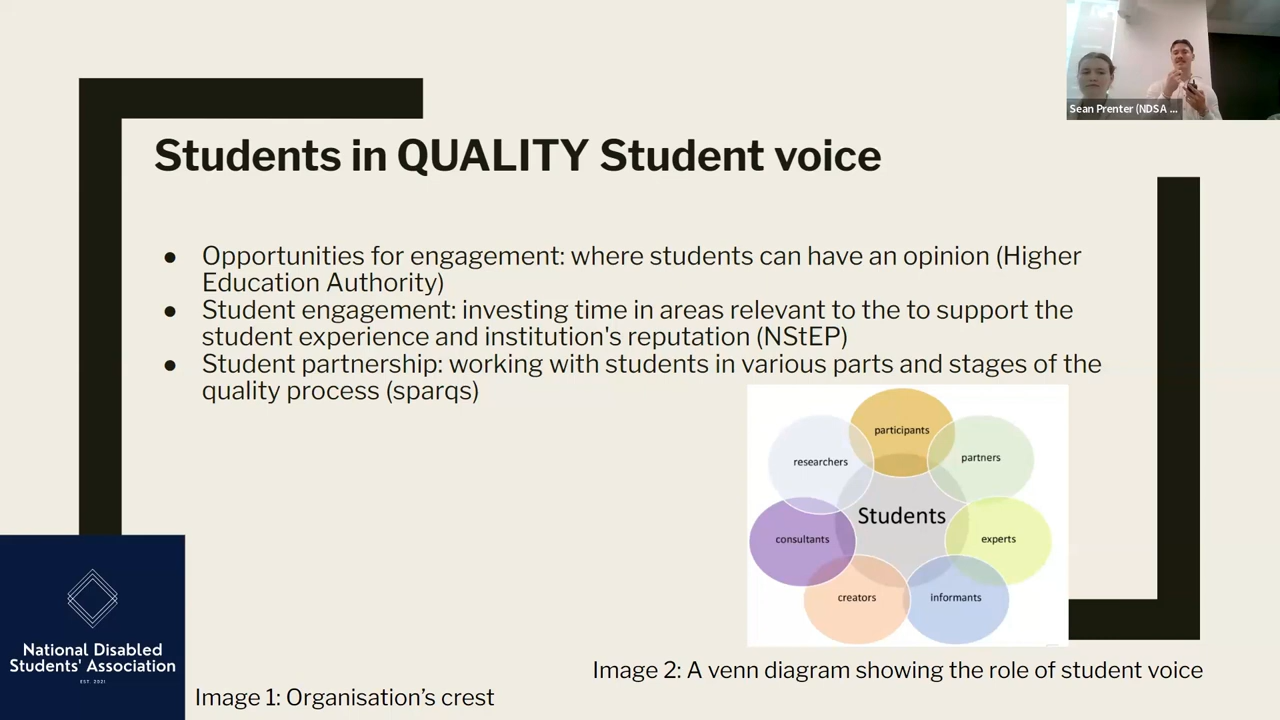 Sean Prenter (NDSA ...
Students in QUALITY Student voice
● Opportunities for engagement: where students can have an opinion (Higher
Education Authority)
● Student engagement: investing time in areas relevant to the to support the
student experience and institution's reputation (NStEP)
● Student partnership: working with students in various parts and stages of the
quality process (sparqs)
participants
researchers
partners
Students
consultants
experts
creators
informants
National Disabled
Students' Association
EST. 2021
Image 2: A venn diagram showing the role of student voice
Image 1: Organisation's crest